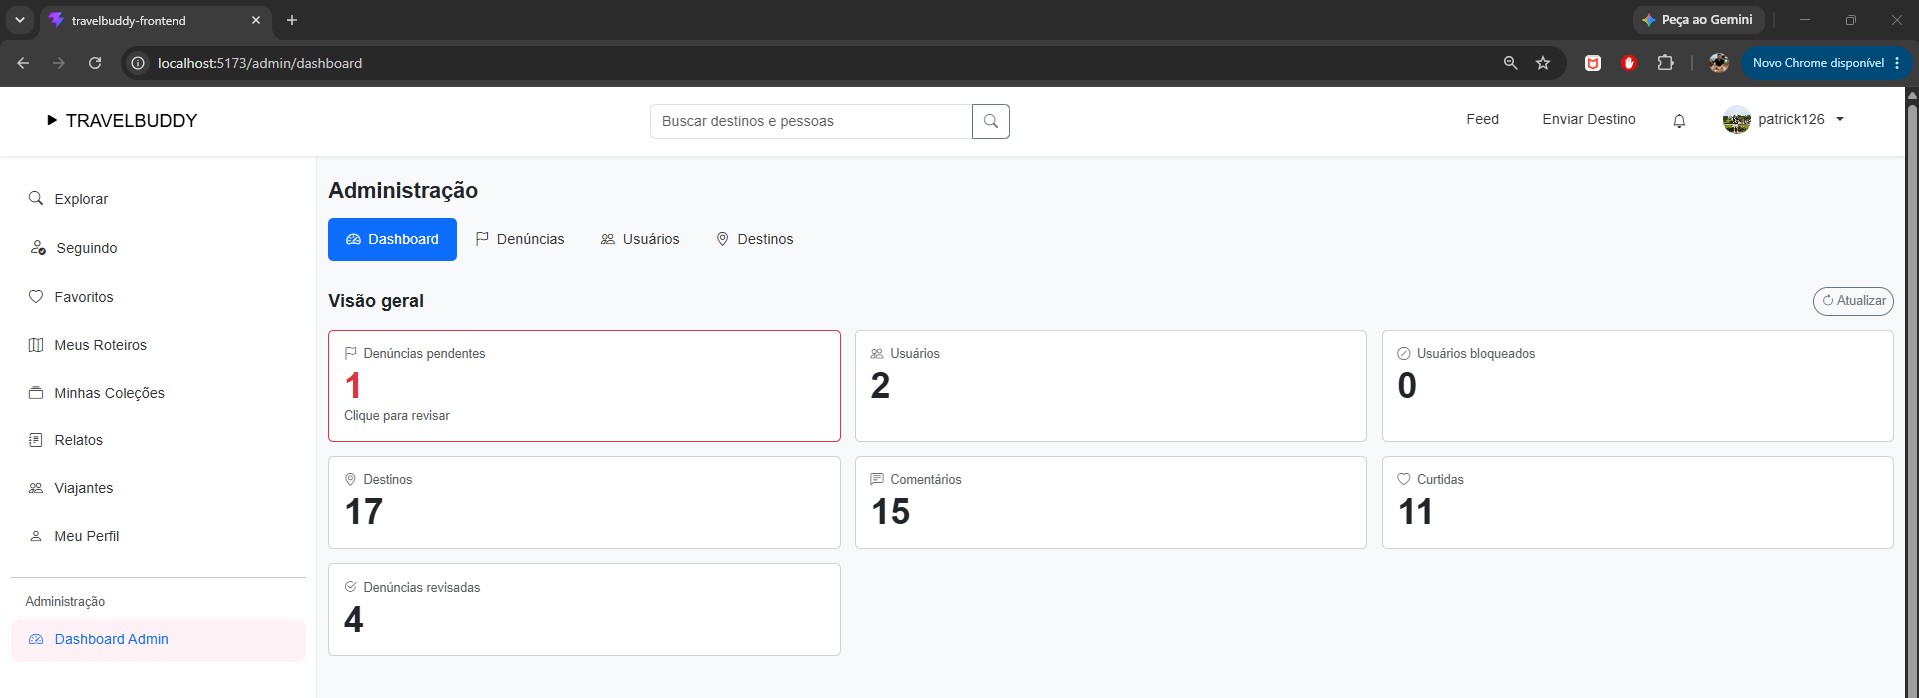 travelbuddy-frontend
Peça ao Gemini
localhost:5173/admin/dashboard
Novo Chrome disponível
TRAVELBUDDY
Buscar destinos e pessoas
Feed
Enviar Destino
patrick126
Explorar
Seguindo
Favoritos
Meus Roteiros
Minhas Coleções
Relatos
Viajantes
Meu Perfil
Administração
Dashboard Admin
Administração
Dashboard
Denúncias
Usuários
Destinos
Visão geral
Atualizar
Denúncias pendentes
1
Clique para revisar
Usuários
2
Usuários bloqueados
0
Destinos
17
Comentários
15
Curtidas
11
Denúncias revisadas
4